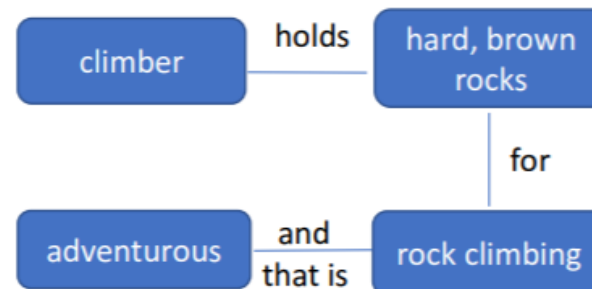 climber
holds
hard, brown
rocks
for
rock climbing
and
that is
adventurous